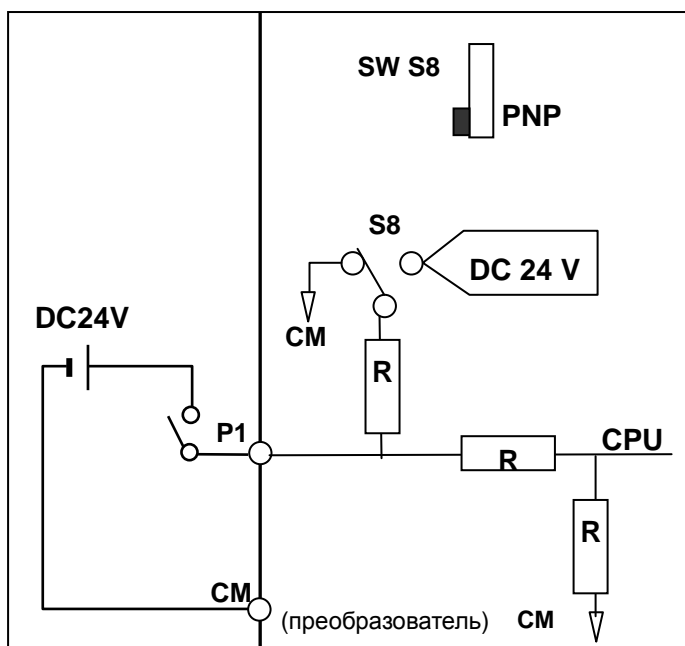 SW S8
PNP
S8
DC 24 V
CM
DC24V
R
P1
R
CPU
R
CM
(преобразователь)
CM